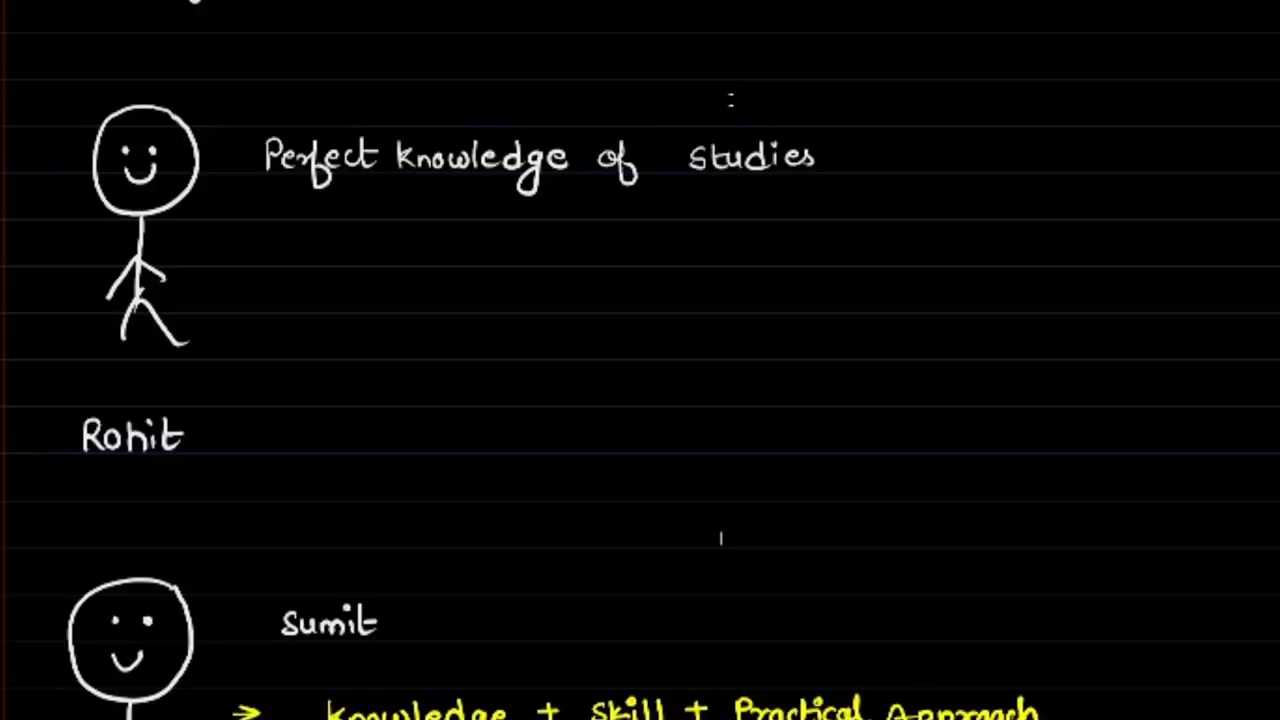 Perfect knowledge of studies
Rohit
Sumit
→ knowledge + skill + Practical Approach